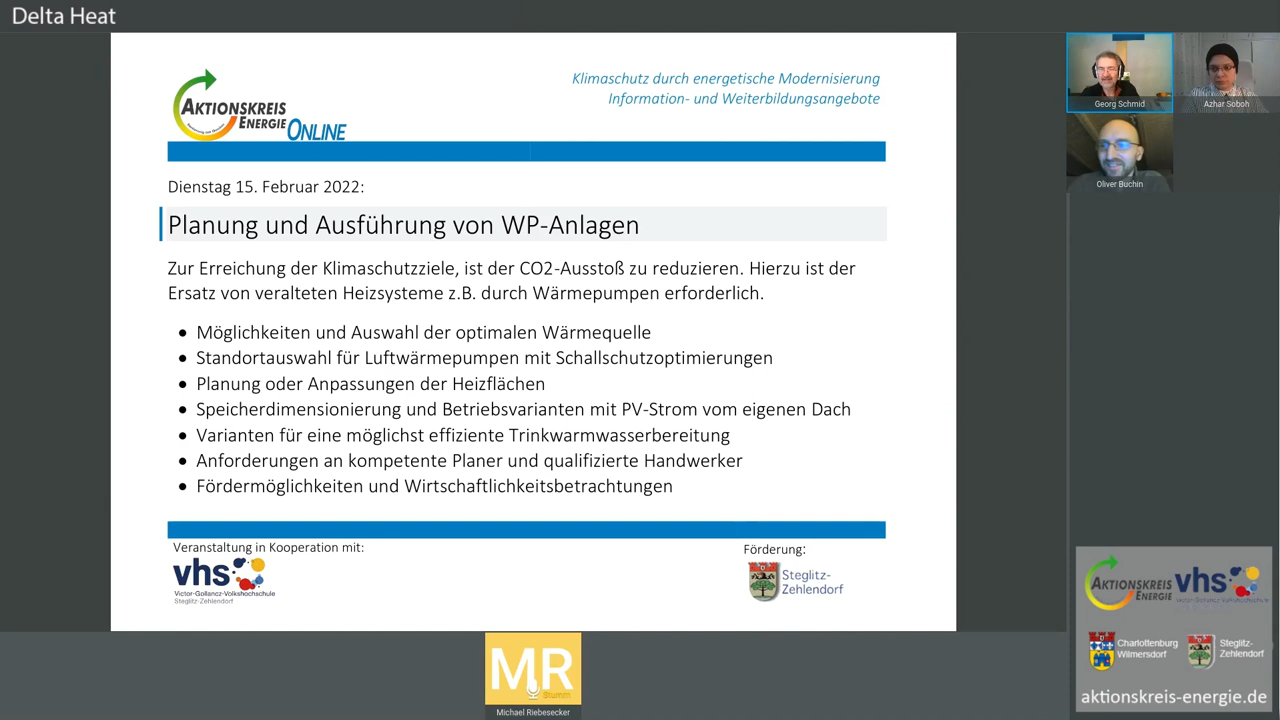 Delta Heat
AKTIONSKREIS
ENERGIE ONLINE
Klimaschutz durch energetische Modernisierung
Information- und Weiterbildungsangebote
Dienstag 15. Februar 2022:
Planung und Ausführung von WP-Anlagen
Zur Erreichung der Klimaschutzziele, ist der CO2-Ausstoß zu reduzieren. Hierzu ist der
Ersatz von veralteten Heizsysteme z.B. durch Wärmepumpen erforderlich.
• Möglichkeiten und Auswahl der optimalen Wärmequelle
• Standortauswahl für Luftwärmepumpen mit Schallschutzoptimierungen
• Planung oder Anpassungen der Heizflächen
• Speicherdimensionierung und Betriebsvarianten mit PV-Strom vom eigenen Dach
• Varianten für eine möglichst effiziente Trinkwarmwasserbereitung
• Anforderungen an kompetente Planer und qualifizierte Handwerker
• Fördermöglichkeiten und Wirtschaftlichkeitsbetrachtungen
Veranstaltung in Kooperation mit:
vhs
Victor-Gollancz-Volkshochschule
Steglitz-Zehlendorf
Förderung:
Steglitz-
Zehlendorf
Georg Schmid
Azhar Soboh
Oliver Buchin
MR
Stumm
Michael Riebesecker
AKTIONSKREIS
ENERGIE
vhs
Victor-Gollancz-Volkshochschule
Charlottenburg
Wilmersdorf
Steglitz-
Zehlendorf
aktionskreis-energie.de